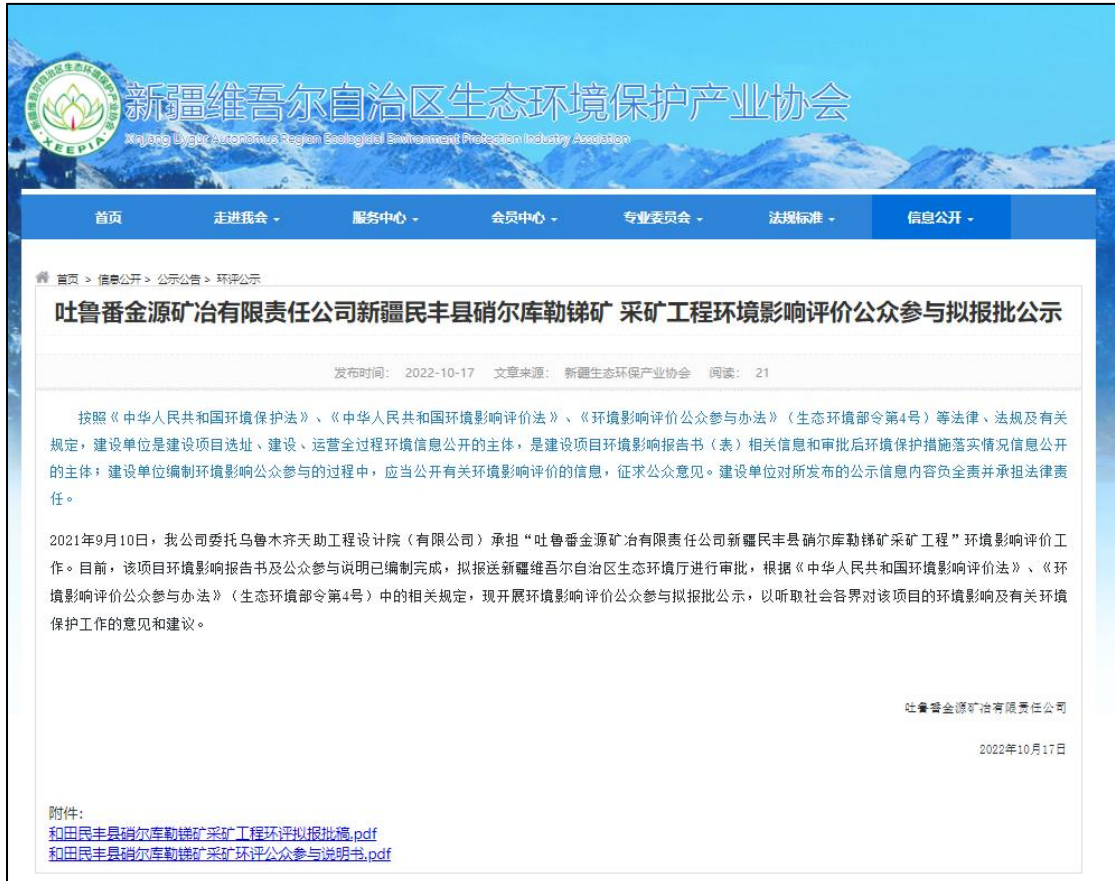 新疆维吾尔自治区生态环境保护产业协会
XinJiang Uygur Autonomous Region Ecological Environment Protection Industry Assciation
XEEPIA
首页 走进我会 服务中心 会员中心 专业委员会 法规标准 信息公开
首页 > 信息公开 > 公示公告 > 环评公示
吐鲁番金源矿冶有限责任公司新疆民丰县硝尔库勒锑矿 采矿工程环境影响评价公众参与拟报批公示
发布时间： 2022-10-17 文章来源： 新疆生态环保产业协会 阅读： 21
按照《中华人民共和国环境保护法》、《中华人民共和国环境影响评价法》、《环境影响评价公众参与办法》（生态环境部令第4号）等法律、法规及有关
规定，建设单位是建设项目选址、建设、运营全过程环境信息公开的主体，是建设项目环境影响报告书（表）相关信息和审批后环境保护措施落实情况信息公开
的主体；建设单位编制环境影响公众参与的过程中，应当公开有关环境影响评价的信息，征求公众意见。建设单位对所发布的公示信息内容负全责并承担法律责
任。
2021年9月10日，我公司委托乌鲁木齐天助工程设计院（有限公司）承担“吐鲁番金源矿冶有限责任公司新疆民丰县硝尔库勒锑矿采矿工程”环境影响评价工
作。目前，该项目环境影响报告书及公众参与说明已编制完成，拟报送新疆维吾尔自治区生态环境厅进行审批，根据《中华人民共和国环境影响评价法》、《环
境影响评价公众参与办法》（生态环境部令第4号）中的相关规定，现开展环境影响评价公众参与拟报批公示，以听取社会各界对该项目的环境影响及有关环境
保护工作的意见和建议。
吐鲁番金源矿冶有限责任公司
2022年10月17日
附件:
和田民丰县硝尔库勒锑矿采矿工程环评拟报批稿.pdf
和田民丰县硝尔库勒锑矿采矿环评公众参与说明书.pdf